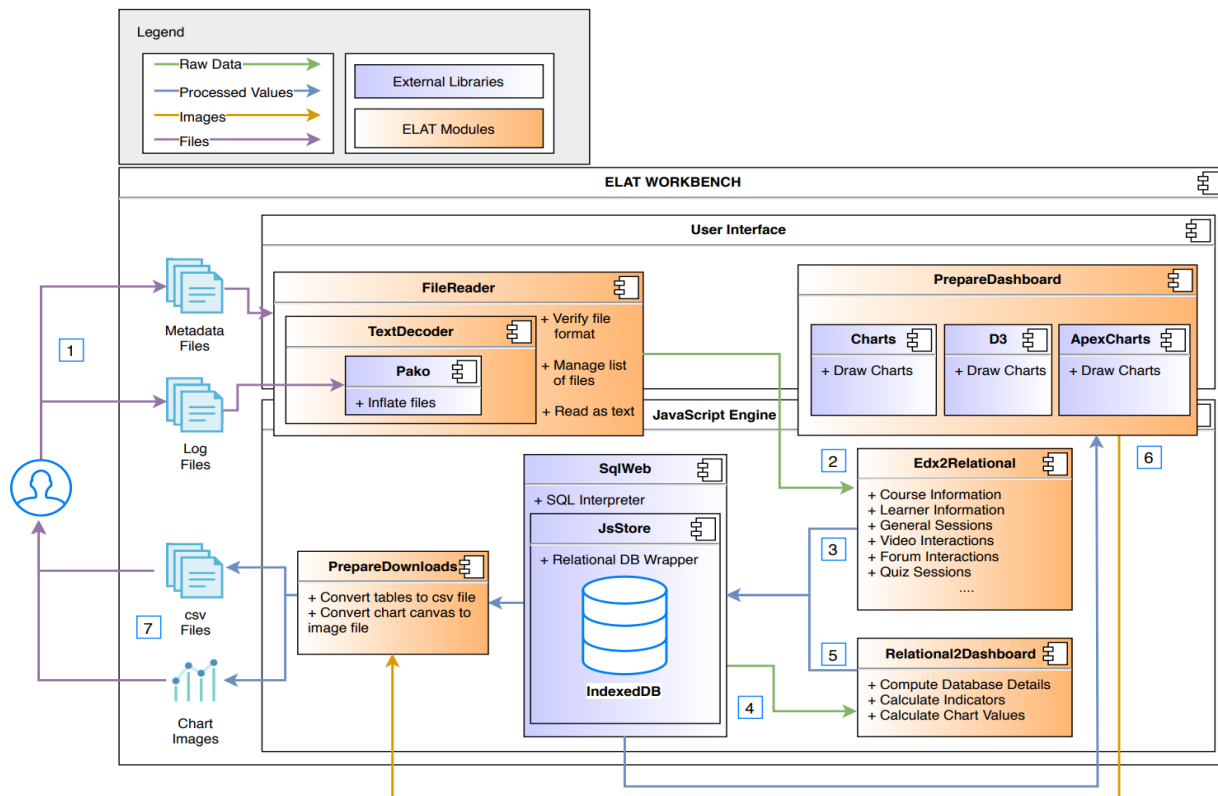 Legend
Raw Data
Processed Values
Images
Files
External Libraries
ELAT Modules
ELAT WORKBENCH
User Interface
Metadata
Files
Log
Files
1
FileReader
TextDecoder
Pako
+ Inflate files
+ Verify file
format
+ Manage list
of files
+ Read as text
PrepareDashboard
Charts
+ Draw Charts
D3
+ Draw Charts
ApexCharts
+ Draw Charts
JavaScript Engine
2
6
Edx2Relational
+ Course Information
+ Learner Information
+ General Sessions
+ Video Interactions
+ Forum Interactions
+ Quiz Sessions
....
3
SqlWeb
+ SQL Interpreter
JsStore
+ Relational DB Wrapper
IndexedDB
PrepareDownloads
+ Convert tables to csv file
+ Convert chart canvas to
image file
csv
Files
7
Chart
Images
5
4
Relational2Dashboard
+ Compute Database Details
+ Calculate Indicators
+ Calculate Chart Values